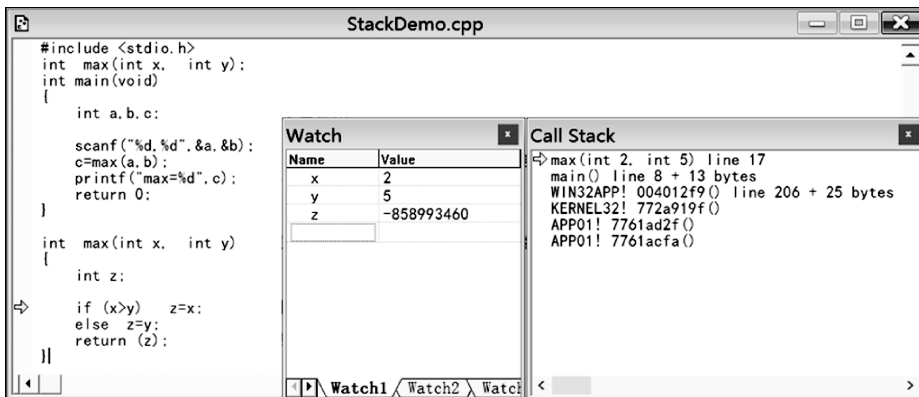 StackDemo.cpp
#include <stdio.h>
int max(int x, int y);
int main(void)
{
int a,b,c;
scanf("%d,%d",&a,&b);
c=max(a,b);
printf("max=%d",c);
return 0;
}
int max(int x, int y)
{
int z;
if (x>y) z=x;
else z=y;
return (z);
}
Watch
Name Value
x 2
y 5
z -858993460
Watch1 Watch2 Watch
Call Stack
max(int 2, int 5) line 17
main() line 8 + 13 bytes
WIN32APP! 004012f9() line 206 + 25 bytes
KERNEL32! 772a919f()
APP01! 7761ad2f()
APP01! 7761acfa()